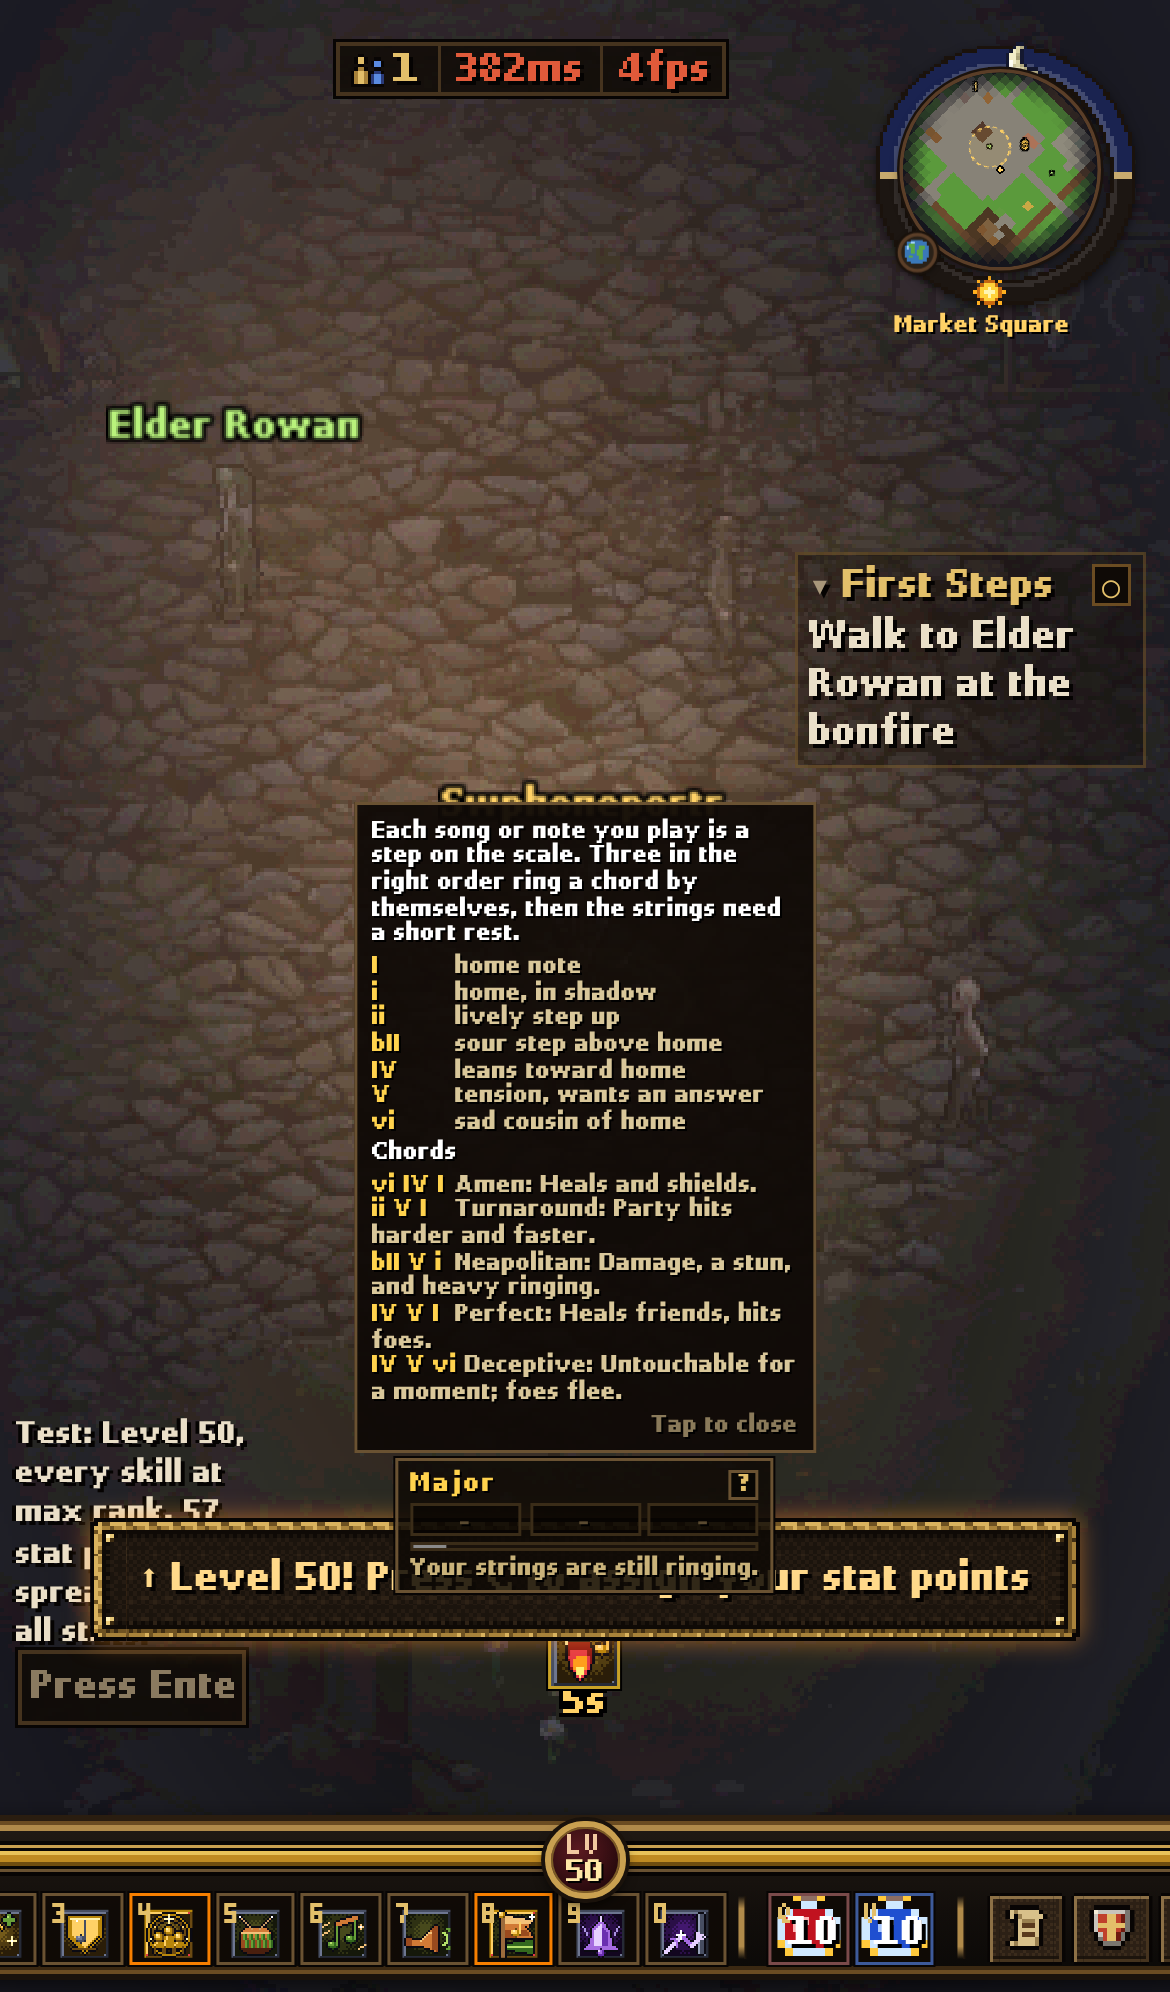 1 382ms 4fps
Market Square
Elder Rowan
▼ First Steps
Walk to Elder
Rowan at the
bonfire
Each song or note you play is a
step on the scale. Three in the
right order ring a chord by
themselves, then the strings need
a short rest.
I home note
i home, in shadow
ii lively step up
bII sour step above home
IV leans toward home
V tension, wants an answer
vi sad cousin of home
Chords
vi IV I Amen: Heals and shields.
ii V I Turnaround: Party hits
harder and faster.
bII V i Neapolitan: Damage, a stun,
and heavy ringing.
IV V I Perfect: Heals friends, hits
foes.
IV V vi Deceptive: Untouchable for
a moment; foes flee.
Tap to close
Major ?
- - -
Your strings are still ringing.
Test: Level 50,
every skill at
max rank. 57
stat
all
↑ Level 50! Press C to assign your stat points
Press Ente
5s
LV
50
3 4 5 6 7 8 9 0 10 10